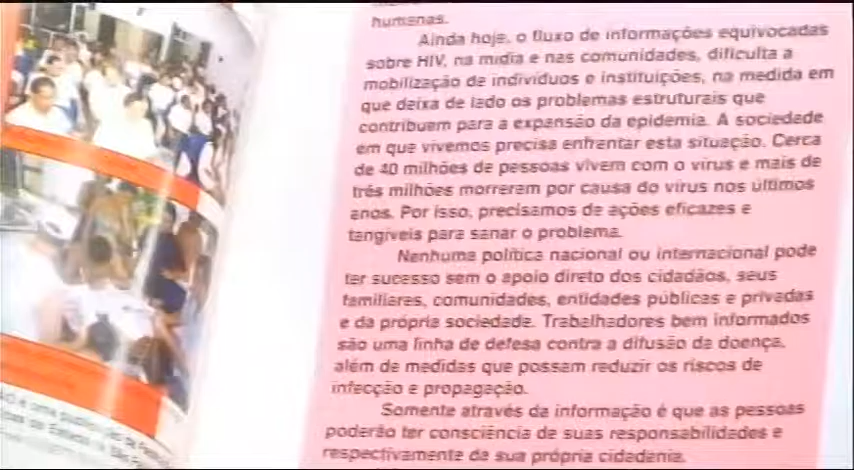 humanas.
Ainda hoje, o fluxo de informações equivocadas
sobre HIV, na mídia e nas comunidades, dificulta a
mobilização de indivíduos e instituições, na medida em
que deixa de lado os problemas estruturais que
contribuem para a expansão da epidemia. A sociedade
em que vivemos precisa enfrentar esta situação. Cerca
de 40 milhões de pessoas vivem com o vírus e mais de
três milhões morreram por causa do vírus nos últimos
anos. Por isso, precisamos de ações eficazes e
tangíveis para sanar o problema.
Nenhuma política nacional ou internacional pode
ter sucesso sem o apoio direto dos cidadãos, seus
familiares, comunidades, entidades públicas e privadas
e da própria sociedade. Trabalhadores bem informados
são uma linha de defesa contra a difusão da doença,
além de medidas que possam reduzir os riscos de
infecção e propagação.
Somente através da informação é que as pessoas
poderão ter consciência de suas responsabilidades e
respectivamente da sua própria cidadania.
é uma